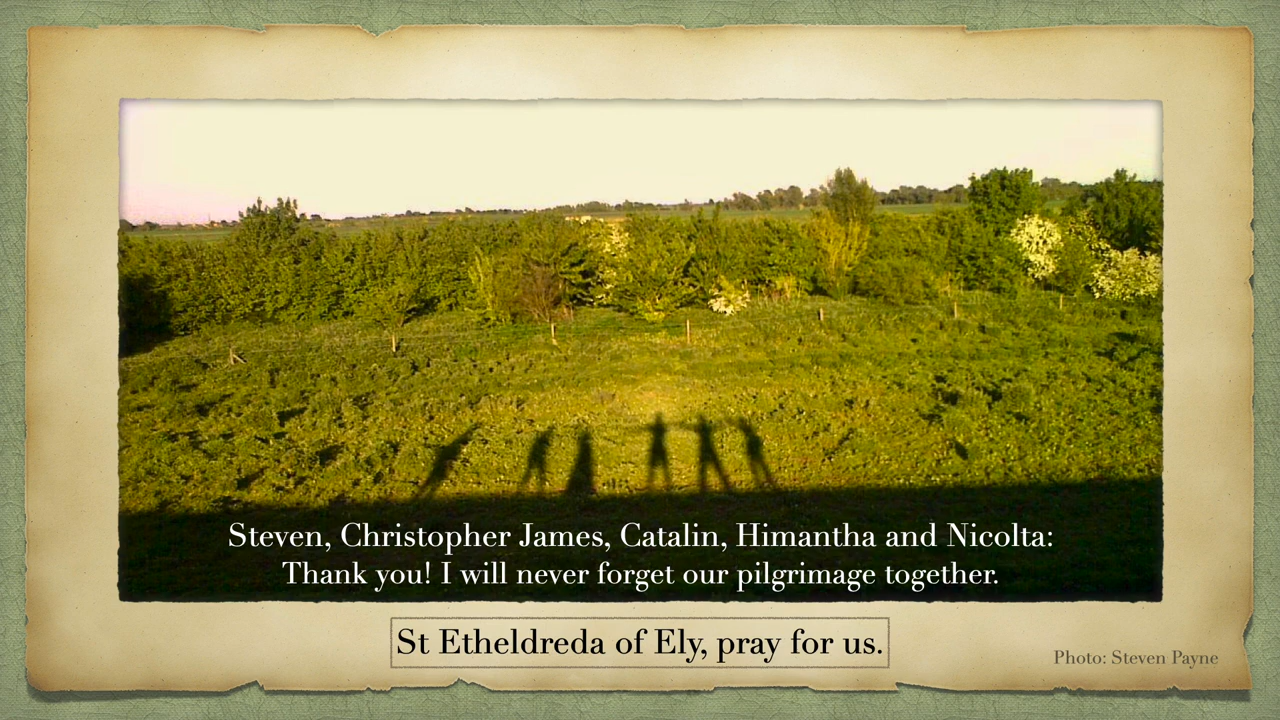 Steven, Christopher James, Catalin, Himantha and Nicolta:
Thank you! I will never forget our pilgrimage together.
St Etheldreda of Ely, pray for us.
Photo: Steven Payne